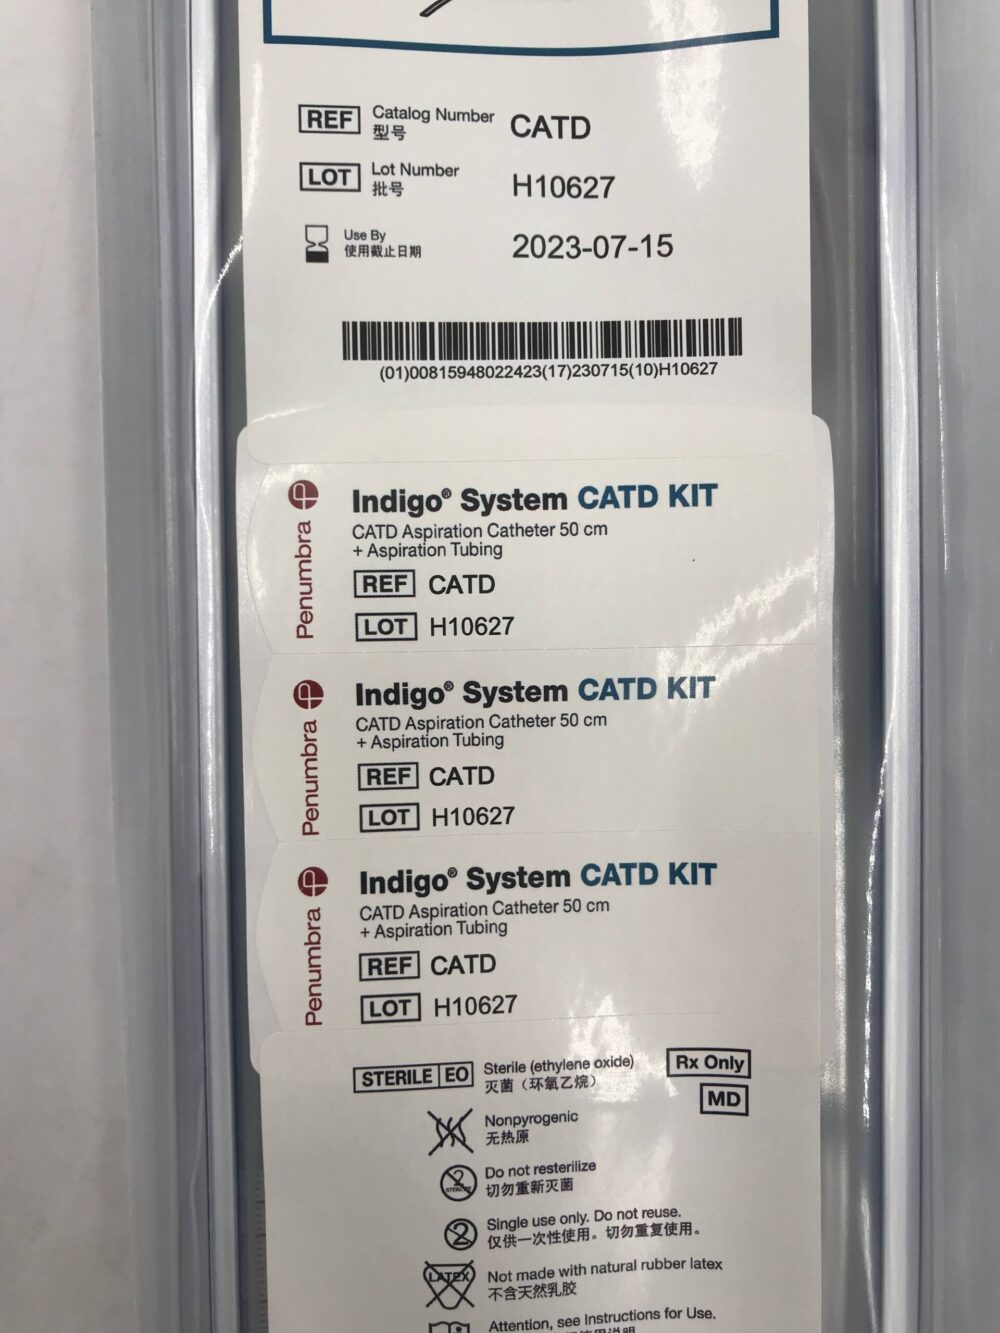 REF Catalog Number CATD
型号
LOT Lot Number H10627
批号
Use By 2023-07-15
使用截止日期
(01)00815948022423(17)230715(10)H10627
Penumbra
Indigo® System CATD KIT
CATD Aspiration Catheter 50 cm
+ Aspiration Tubing
REF CATD
LOT H10627
Penumbra
Indigo® System CATD KIT
CATD Aspiration Catheter 50 cm
+ Aspiration Tubing
REF CATD
LOT H10627
Penumbra
Indigo® System CATD KIT
CATD Aspiration Catheter 50 cm
+ Aspiration Tubing
REF CATD
LOT H10627
STERILE EO Sterile (ethylene oxide) Rx Only
灭菌（环氧乙烷）
MD
Nonpyrogenic
无热原
2 Do not resterilize
切勿重新灭菌
2 Single use only. Do not reuse.
仅供一次性使用。切勿重复使用。
LATEX Not made with natural rubber latex
不含天然乳胶
Attention, see Instructions for Use.
使用说明